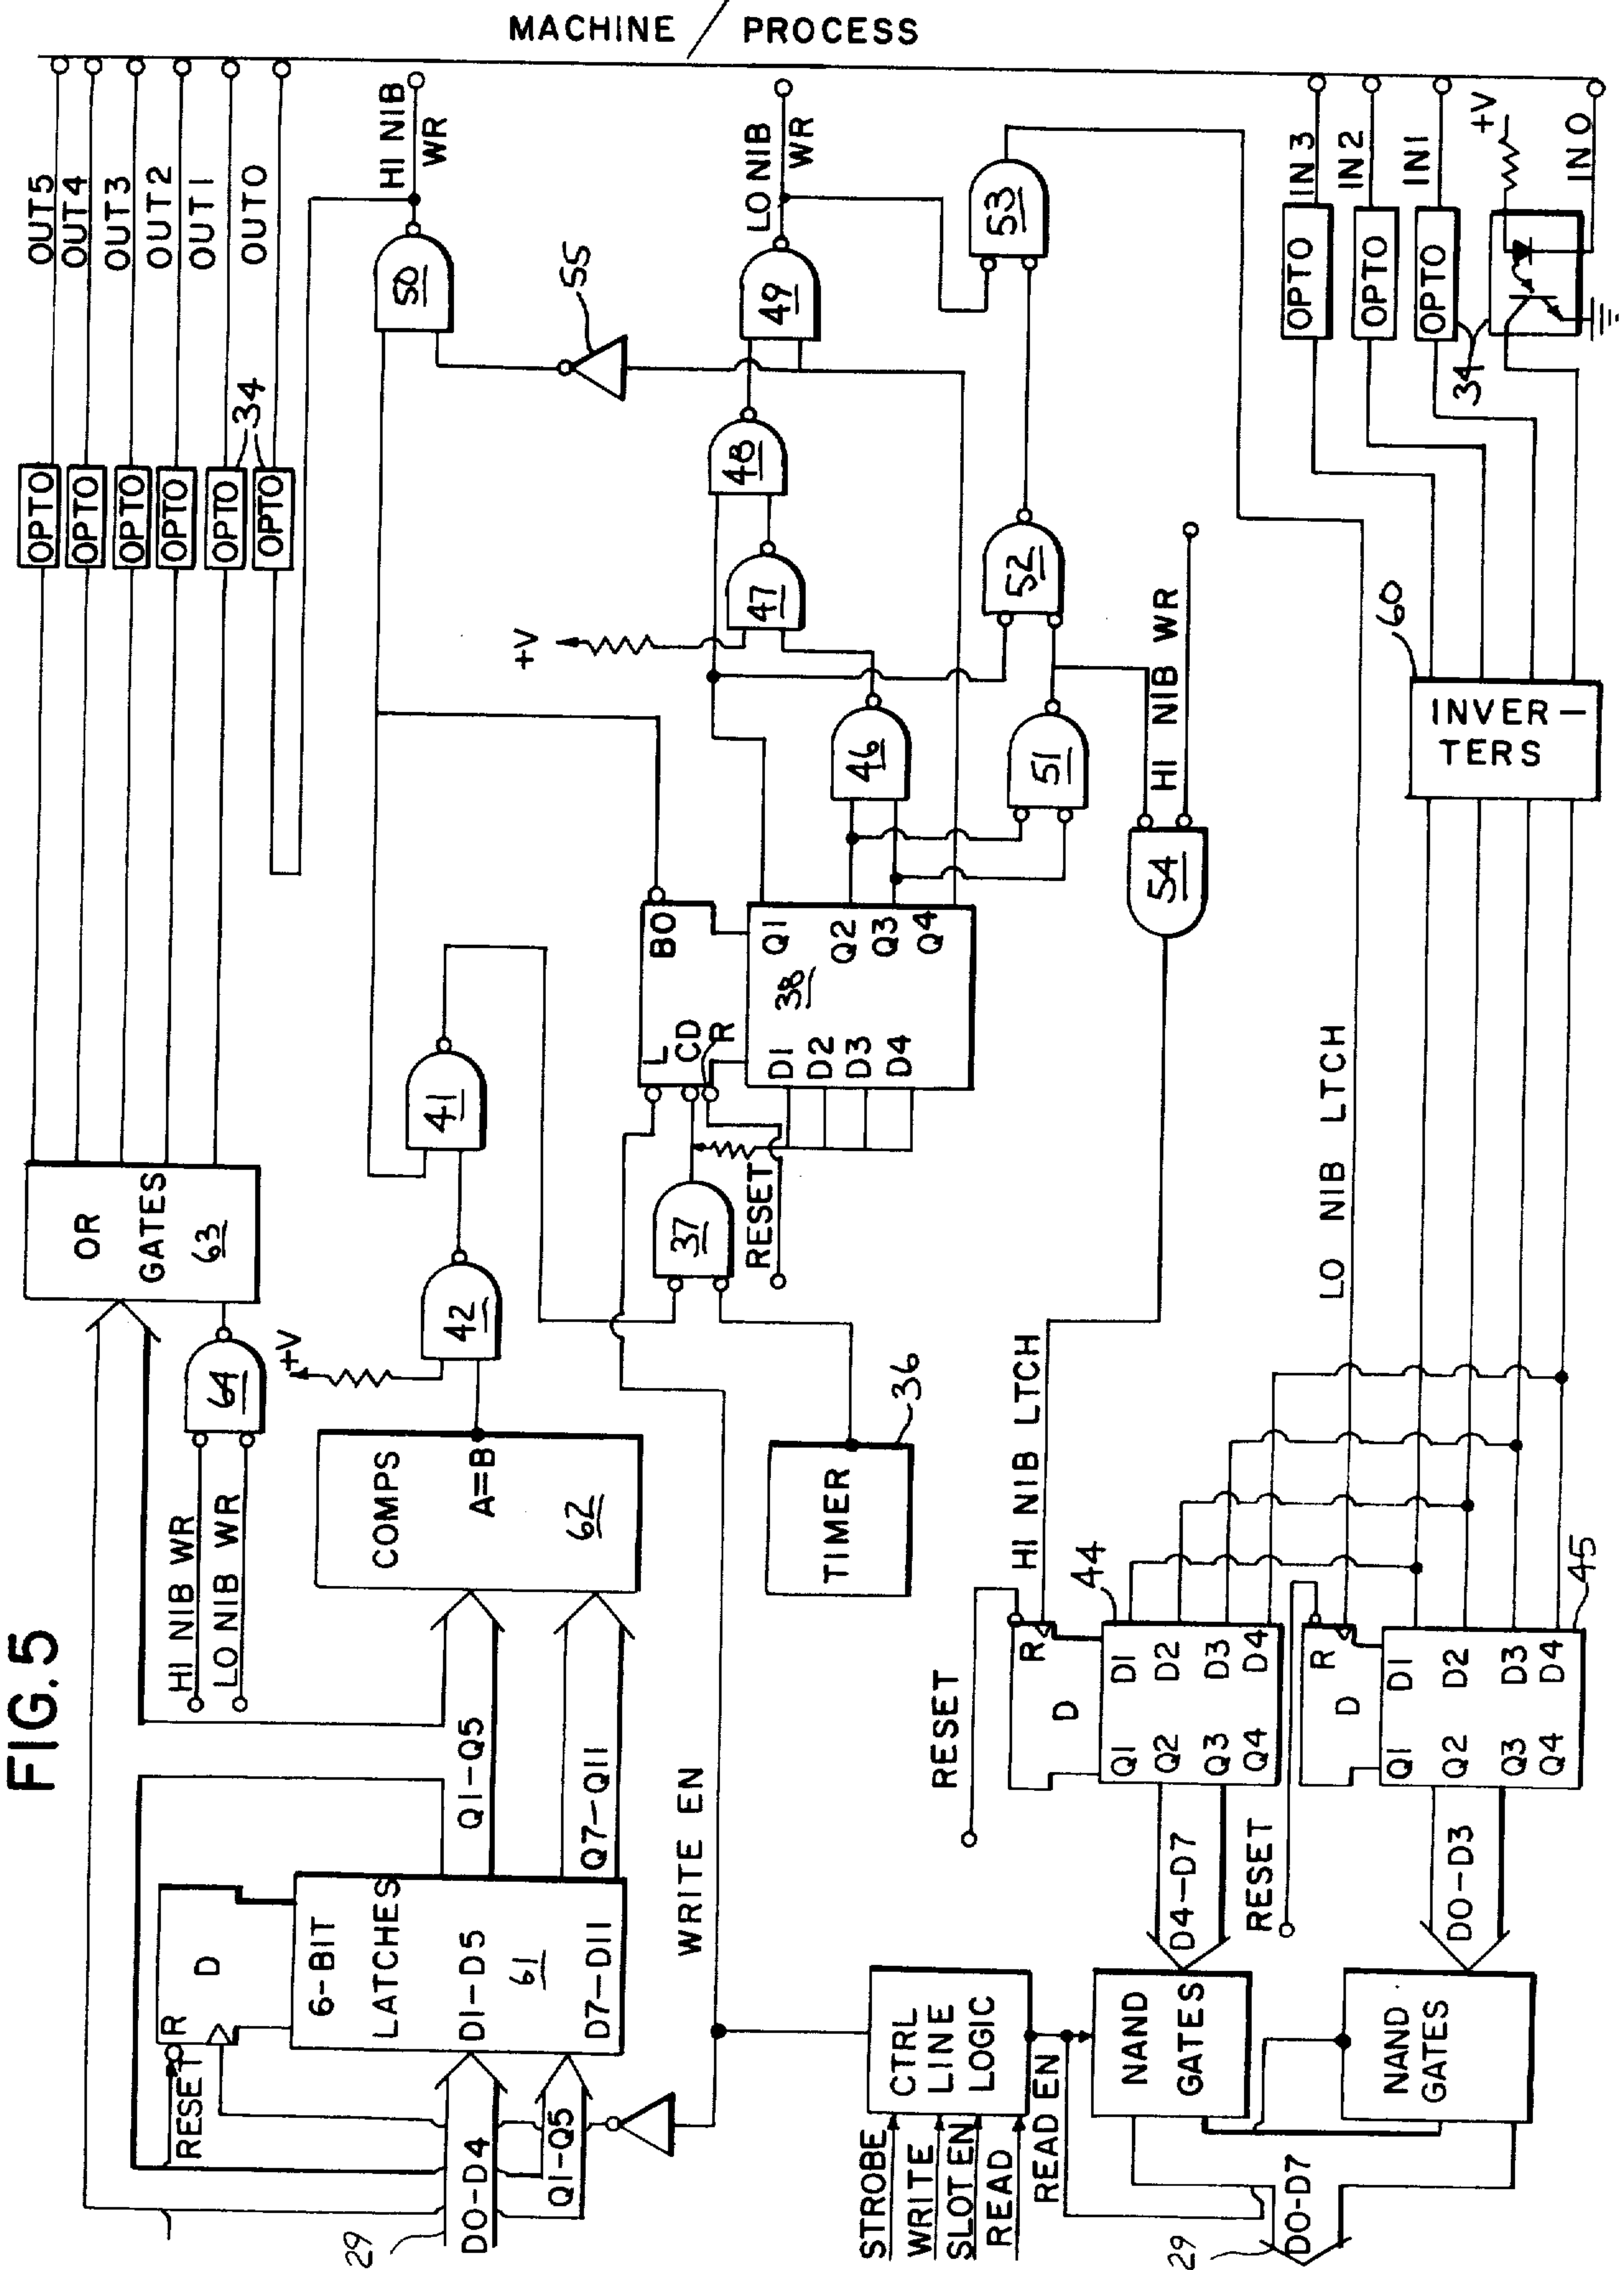 MACHINE / PROCESS
OUT5
OUT4
OUT3
OUT2
OUT1
OUT0
OPTO
OPTO
OPTO
OPTO
OPTO
OPTO
34
HI NIB
WR
50
55
LO NIB
WR
49
53
48
47
+V
52
46
51
HI NIB WR
54
IN3
IN2
IN1
+V
IN0
OPTO
OPTO
OPTO
34
60
INVER-
TERS
OR
GATES
63
64
HI NIB WR
LO NIB WR
+V
41
42
37
RESET
L
CD
R
BO
38
D1
D2
D3
D4
Q1
Q2
Q3
Q4
COMPS
A=B
62
TIMER
36
LO NIB LTCH
HI NIB LTCH
FIG.5
Q1-Q5
Q7-Q11
D
R
6-BIT
LATCHES
D1-D5
61
D7-D11
RESET
29
D0-D4
Q1-Q5
WRITE EN
CTRL
LINE
LOGIC
STROBE
WRITE
SLOT EN
READ
READ EN
RESET
44
R
D
D1
D2
D3
D4
Q1
Q2
Q3
Q4
45
R
D
D1
D2
D3
D4
Q1
Q2
Q3
Q4
RESET
D4-D7
D0-D3
NAND
GATES
NAND
GATES
29
D0-D7